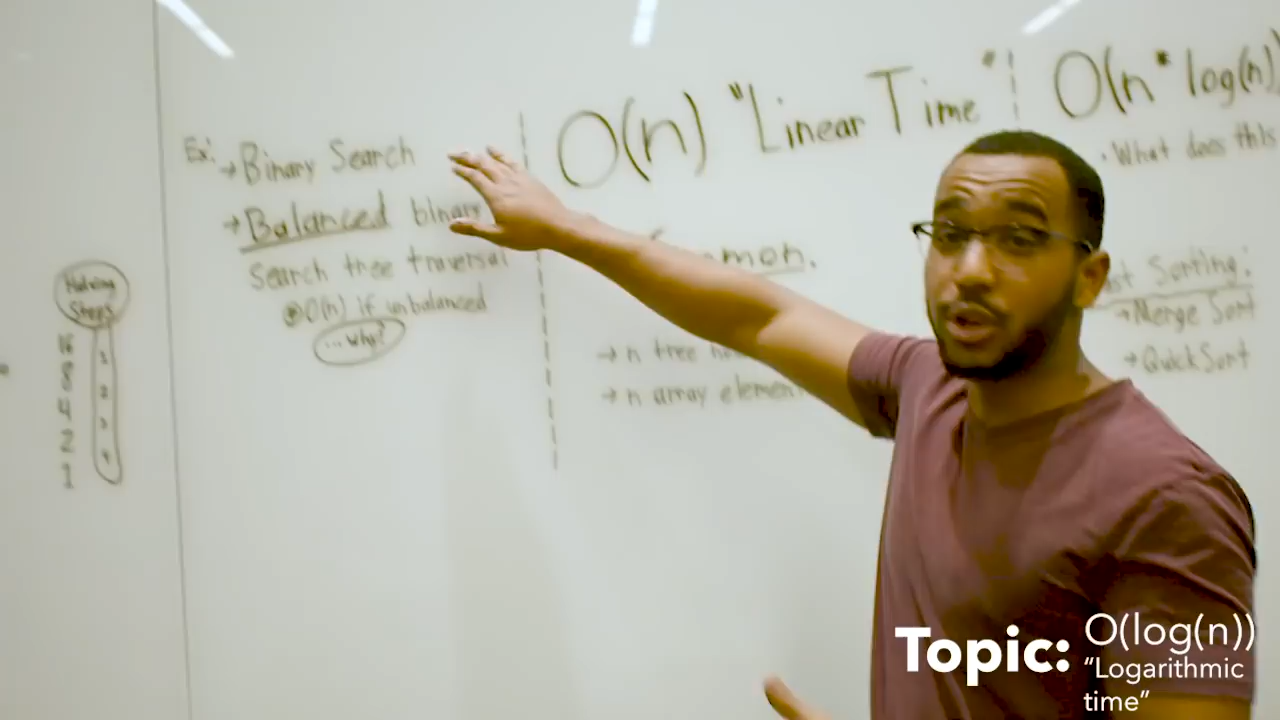 Halving
Steps
16
8
4
2
1
1
2
3
4
Ex: → Binary Search
→ Balanced binary
search tree traversal
O(n) if unbalanced
...why?
O(n) "Linear Time"
mmon.
→ n tree
→ n array element
O(n * log(n)
· What does this
Sorting:
→ Merge Sort
→ QuickSort
Topic: O(log(n))
“Logarithmic
time”